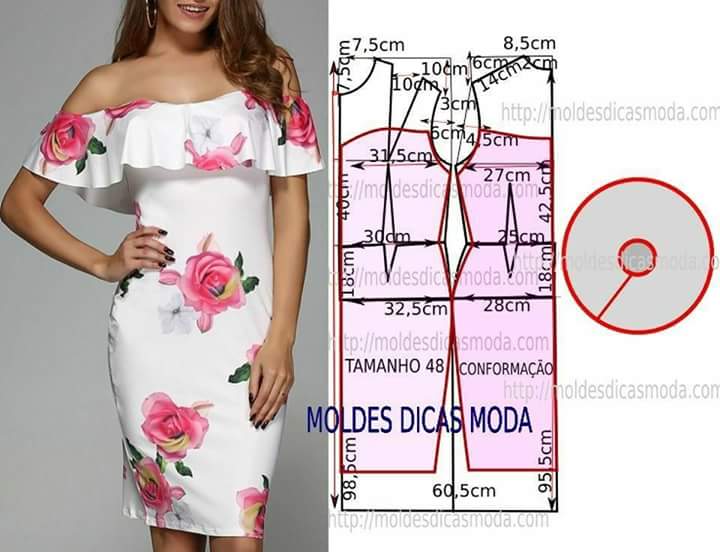 7,5cm
8,5cm
7,5cm
10cm
6cm
2cm
10cm
14cm
http://moldesdicasmoda.com
3cm
6cm
4,5cm
31,5cm
27cm
http://moldesdicasmoda.com
40cm
42,5cm
30cm
25cm
18cm
http://moldesdicasmoda.com
18cm
32,5cm
28cm
http://moldesdicasmoda.com
TAMANHO 48
CONFORMAÇÃO
http://moldesdicasmoda.com
MOLDES DICAS MODA
98,5cm
60,5cm
95,5cm
http://moldesdicasmoda.com